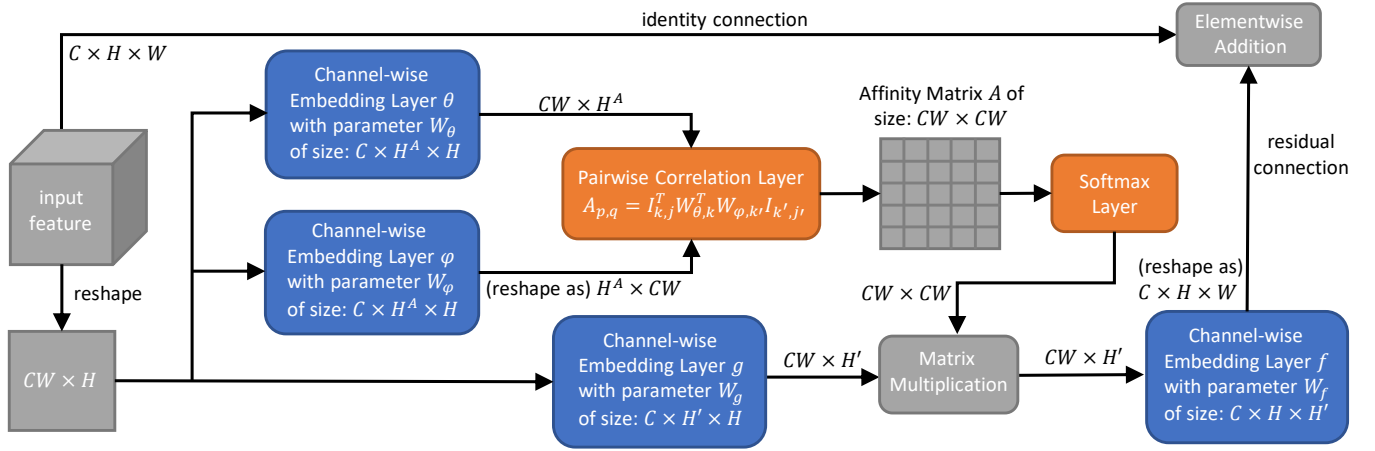 identity connection
Elementwise
Addition
C × H × W
Channel-wise
Embedding Layer θ
with parameter W_θ
of size: C × H^A × H
CW × H^A
Affinity Matrix A of
size: CW × CW
residual
connection
input
feature
Pairwise Correlation Layer
A_{p,q} = I_{k,j}^T W_{θ,k}^T W_{φ,k′} I_{k′,j′}
Softmax
Layer
Channel-wise
Embedding Layer φ
with parameter W_φ
of size: C × H^A × H
(reshape as) H^A × CW
reshape
CW × CW
(reshape as)
C × H × W
CW × H
Channel-wise
Embedding Layer g
with parameter W_g
of size: C × H′ × H
CW × H′
Matrix
Multiplication
CW × H′
Channel-wise
Embedding Layer f
with parameter W_f
of size: C × H × H′